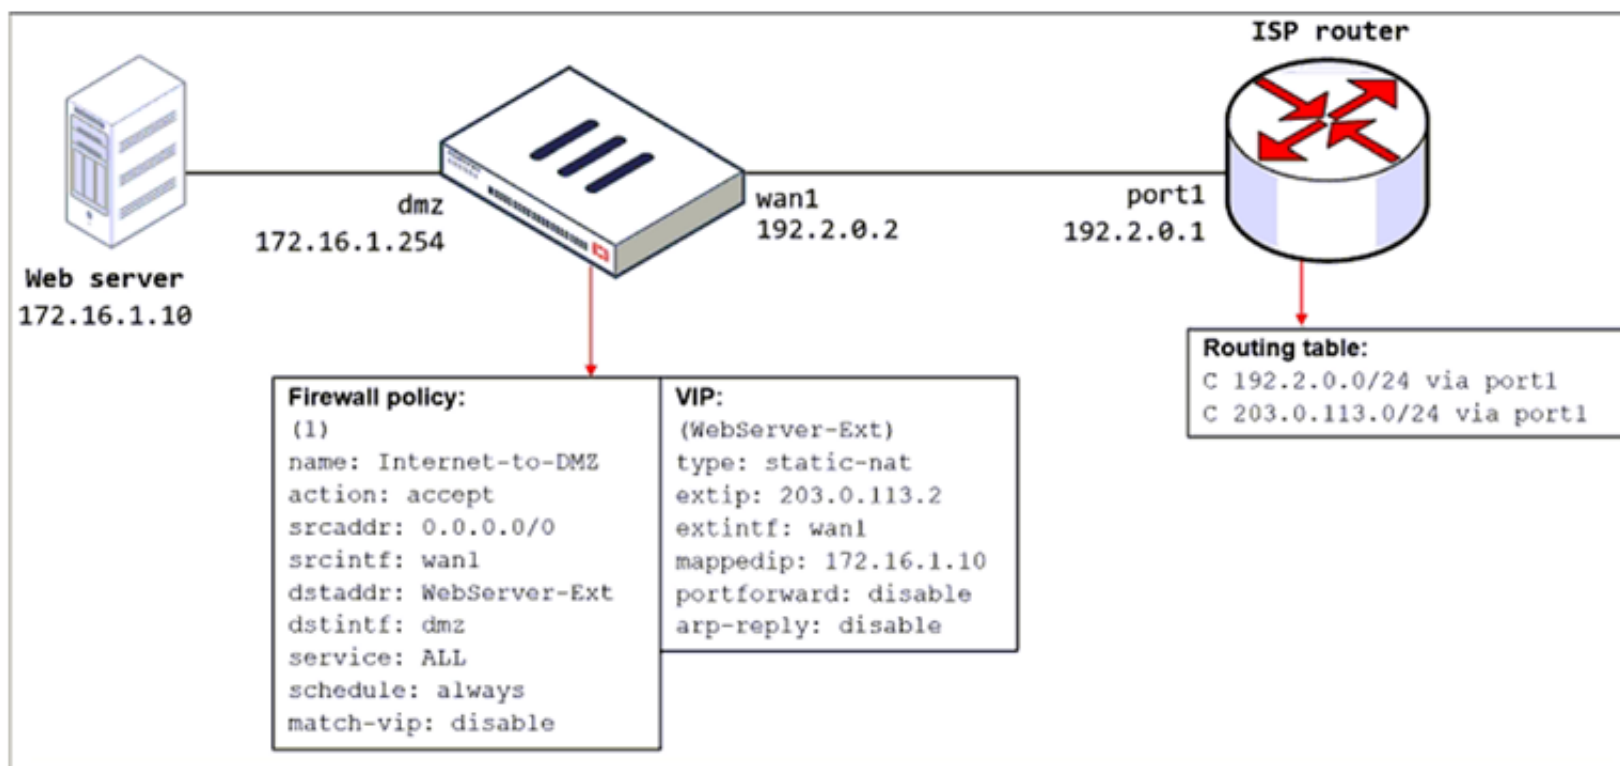 ISP router
dmz
172.16.1.254
wan1
192.2.0.2
port1
192.2.0.1
Web server
172.16.1.10
Firewall policy:
(1)
name: Internet-to-DMZ
action: accept
srcaddr: 0.0.0.0/0
srcintf: wan1
dstaddr: WebServer-Ext
dstintf: dmz
service: ALL
schedule: always
match-vip: disable
VIP:
(WebServer-Ext)
type: static-nat
extip: 203.0.113.2
extintf: wan1
mappedip: 172.16.1.10
portforward: disable
arp-reply: disable
Routing table:
C 192.2.0.0/24 via port1
C 203.0.113.0/24 via port1